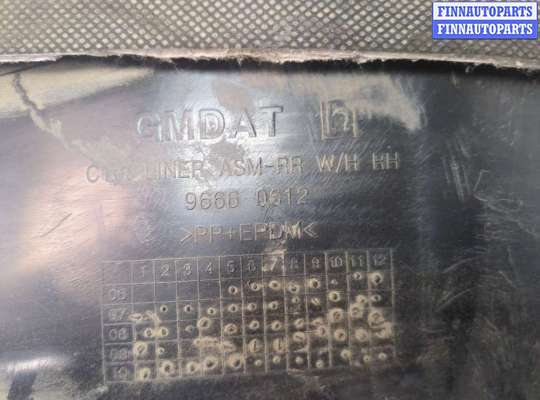 FINNAUTOPARTS
FINNAUTOPARTS
GMDAT
LINER ASM-RR W/H RH
9666 0612
>PP+EPDM<
1 2 3 4 5 6 7 8 9 10 11 12
06
07
08
09
10